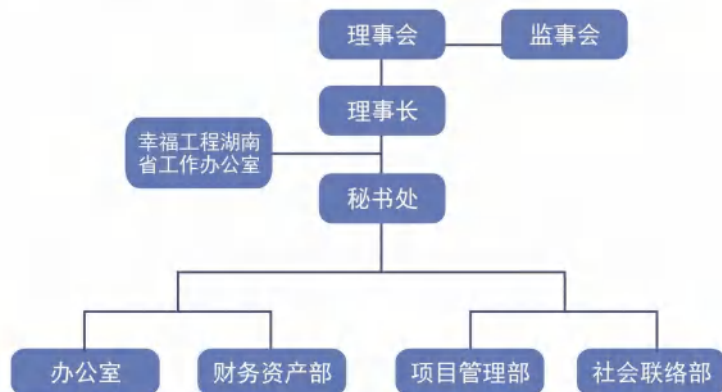 理事会
监事会
理事长
幸福工程湖南
省工作办公室
秘书处
办公室
财务资产部
项目管理部
社会联络部